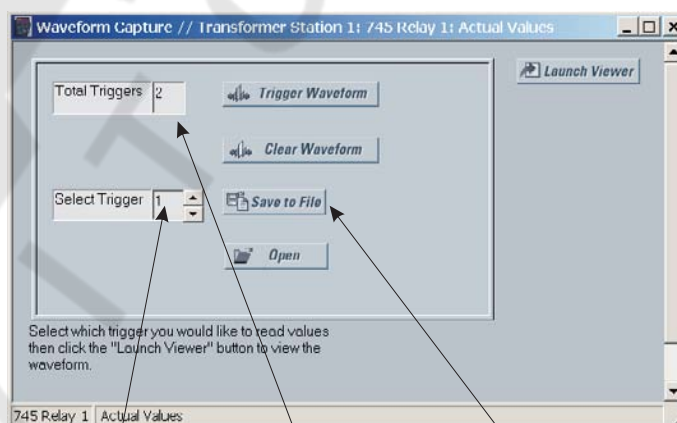 Waveform Capture // Transformer Station 1: 745 Relay 1: Actual Values
Launch Viewer
Total Triggers 2
Trigger Waveform
Clear Waveform
Select Trigger 1
Save to File
Open
Select which trigger you would like to read values
then click the "Launch Viewer" button to view the
waveform.
745 Relay 1 Actual Values